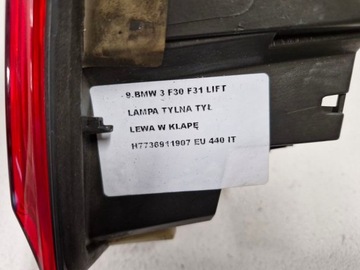 9.BMW 3 F30 F31 LIFT
LAMPA TYLNA TYŁ
LEWA W KLAPĘ
H7736911907 EU 440 IT